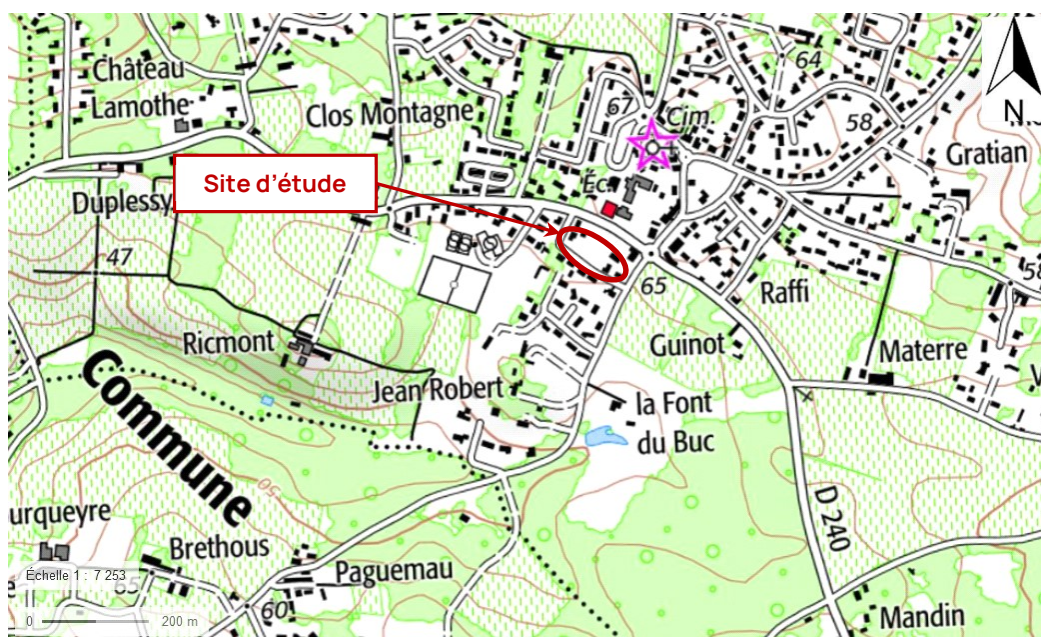 Château
Lamothe
Clos Montagne
67
Cim.
64
58
Gratian
N
Site d'étude
Éc.
Duplessy
47
65
Raffi
58
Ricmont
Guinot
Materre
Jean Robert
la Font
du Buc
Commune
50
D 240
urqueyre
Brethous
Paguemau
Échelle 1 : 7 253
65
60
0 200 m
Mandin